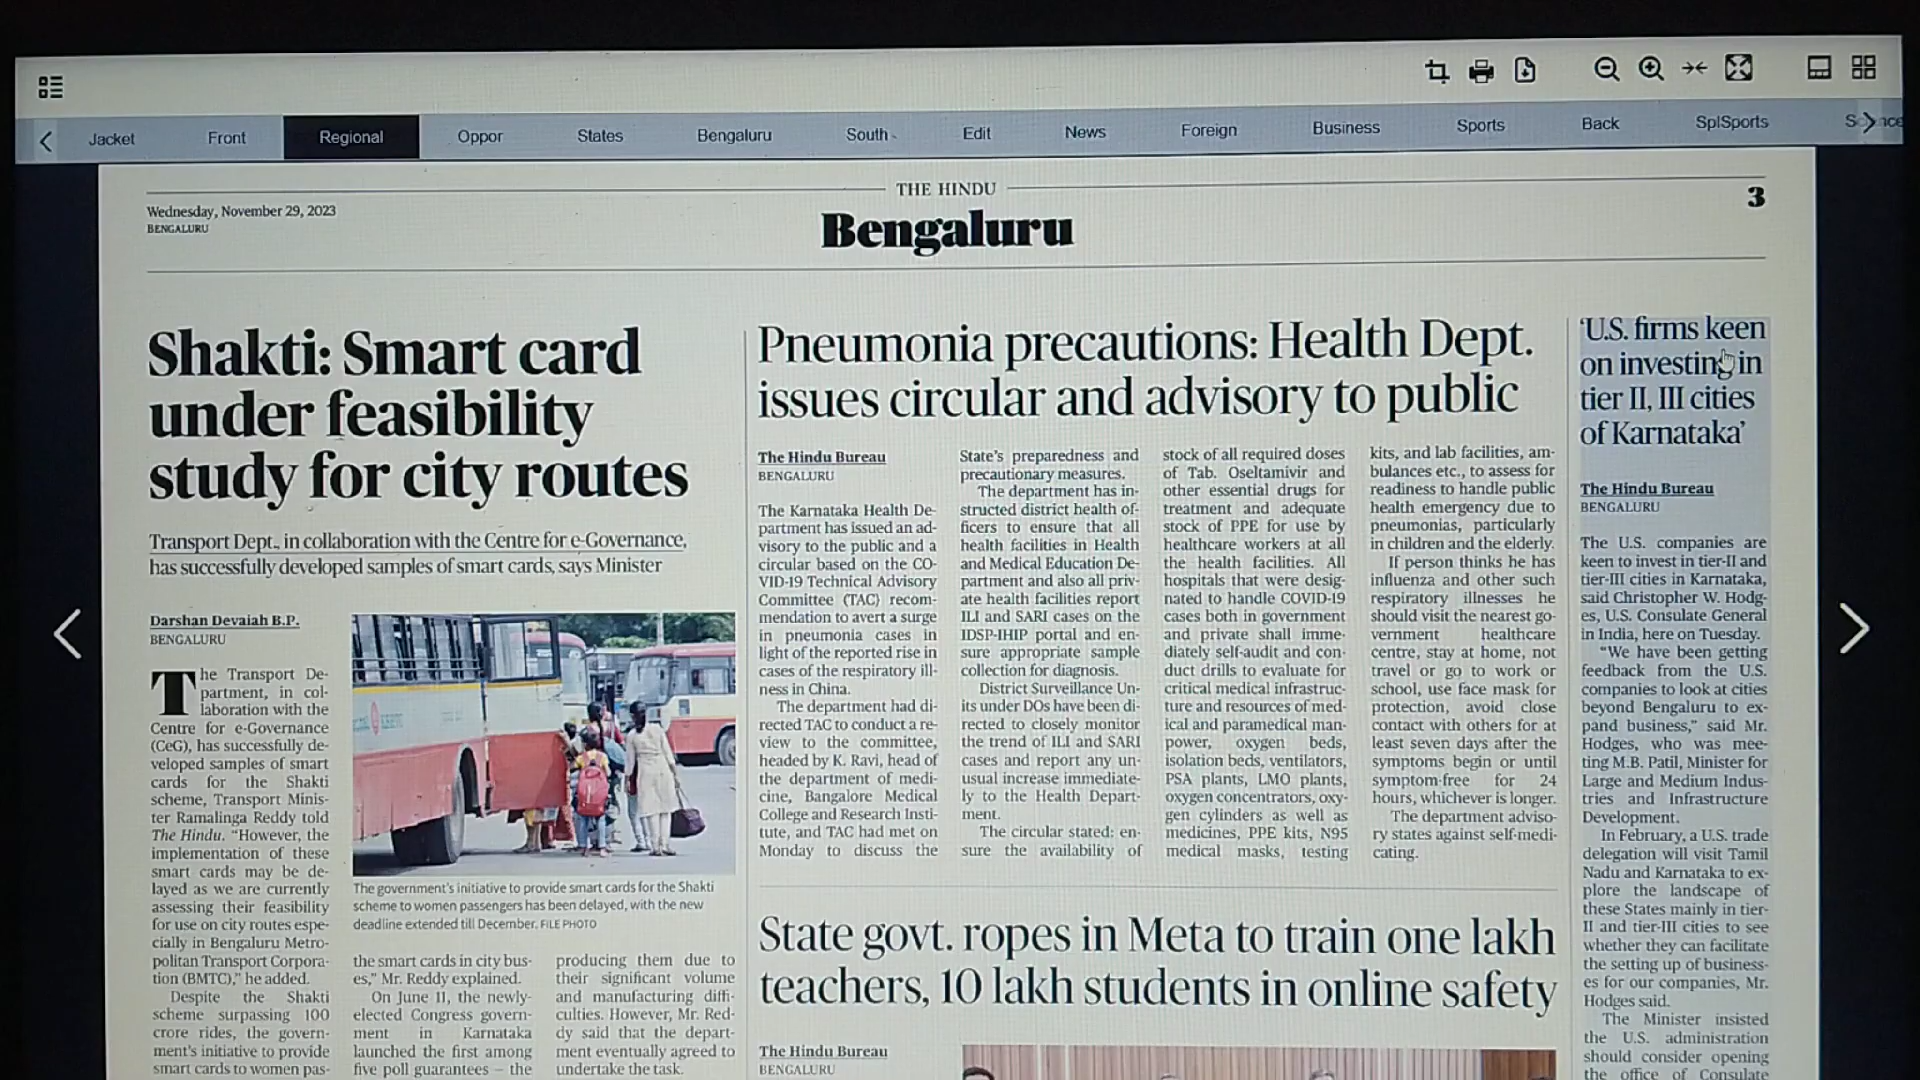 Jacket Front Regional Oppor States Bengaluru South Edit News Foreign Business Sports Back SplSports
THE HINDU
Wednesday, November 29, 2023
BENGALURU
Bengaluru
3
Shakti: Smart card
under feasibility
study for city routes
Transport Dept., in collaboration with the Centre for e-Governance,
has successfully developed samples of smart cards, says Minister
Darshan Devaiah B.P.
BENGALURU
The Transport De-
partment, in col-
laboration with the
Centre for e-Governance
(CeG), has successfully de-
veloped samples of smart
cards for the Shakti
scheme, Transport Minis-
ter Ramalinga Reddy told
The Hindu. “However, the
implementation of these
smart cards may be de-
layed as we are currently
assessing their feasibility
for use on city routes espe-
cially in Bengaluru Metro-
politan Transport Corpora-
tion (BMTC),” he added.
Despite the Shakti
scheme surpassing 100
crore rides, the govern-
ment's initiative to provide
smart cards to women pas-
The government's initiative to provide smart cards for the Shakti
scheme to women passengers has been delayed, with the new
deadline extended till December. FILE PHOTO
the smart cards in city bus-
es,” Mr. Reddy explained.
On June 11, the newly-
elected Congress govern-
ment in Karnataka
launched the first among
five poll guarantees – the
producing them due to
their significant volume
and manufacturing diffi-
culties. However, Mr. Red-
dy said that the depart-
ment eventually agreed to
undertake the task.
Pneumonia precautions: Health Dept.
issues circular and advisory to public
The Hindu Bureau
BENGALURU
The Karnataka Health De-
partment has issued an ad-
visory to the public and a
circular based on the CO-
VID-19 Technical Advisory
Committee (TAC) recom-
mendation to avert a surge
in pneumonia cases in
light of the reported rise in
cases of the respiratory ill-
ness in China.
The department had di-
rected TAC to conduct a re-
view to the committee,
headed by K. Ravi, head of
the department of medi-
cine, Bangalore Medical
College and Research Insti-
tute, and TAC had met on
Monday to discuss the
State's preparedness and
precautionary measures.
The department has in-
structed district health of-
ficers to ensure that all
health facilities in Health
and Medical Education De-
partment and also all priv-
ate health facilities report
ILI and SARI cases on the
IDSP-IHIP portal and en-
sure appropriate sample
collection for diagnosis.
District Surveillance Un-
its under DOs have been di-
rected to closely monitor
the trend of ILI and SARI
cases and report any un-
usual increase immediate-
ly to the Health Depart-
ment.
The circular stated: en-
sure the availability of
stock of all required doses
of Tab. Oseltamivir and
other essential drugs for
treatment and adequate
stock of PPE for use by
healthcare workers at all
the health facilities. All
hospitals that were desig-
nated to handle COVID-19
cases both in government
and private shall imme-
diately self-audit and con-
duct drills to evaluate for
critical medical infrastruc-
ture and resources of med-
ical and paramedical man-
power, oxygen beds,
isolation beds, ventilators,
PSA plants, LMO plants,
oxygen concentrators, oxy-
gen cylinders as well as
medicines, PPE kits, N95
medical masks, testing
kits, and lab facilities, am-
bulances etc., to assess for
readiness to handle public
health emergency due to
pneumonias, particularly
in children and the elderly.
If person thinks he has
influenza and other such
respiratory illnesses he
should visit the nearest go-
vernment healthcare
centre, stay at home, not
travel or go to work or
school, use face mask for
protection, avoid close
contact with others for at
least seven days after the
symptoms begin or until
symptom-free for 24
hours, whichever is longer.
The department adviso-
ry states against self-medi-
cating.
State govt. ropes in Meta to train one lakh
teachers, 10 lakh students in online safety
The Hindu Bureau
BENGALURU
‘U.S. firms keen
on investing in
tier II, III cities
of Karnataka’
The Hindu Bureau
BENGALURU
The U.S. companies are
keen to invest in tier-II and
tier-III cities in Karnataka,
said Christopher W. Hodg-
es, U.S. Consulate General
in India, here on Tuesday.
“We have been getting
feedback from the U.S.
companies to look at cities
beyond Bengaluru to ex-
pand business,” said Mr.
Hodges, who was mee-
ting M.B. Patil, Minister for
Large and Medium Indus-
tries and Infrastructure
Development.
In February, a U.S. trade
delegation will visit Tamil
Nadu and Karnataka to ex-
plore the landscape of
these States mainly in tier-
II and tier-III cities to see
whether they can facilitate
the setting up of business-
es for our companies, Mr.
Hodges said.
The Minister insisted
the U.S. administration
should consider opening
the office of Consulate